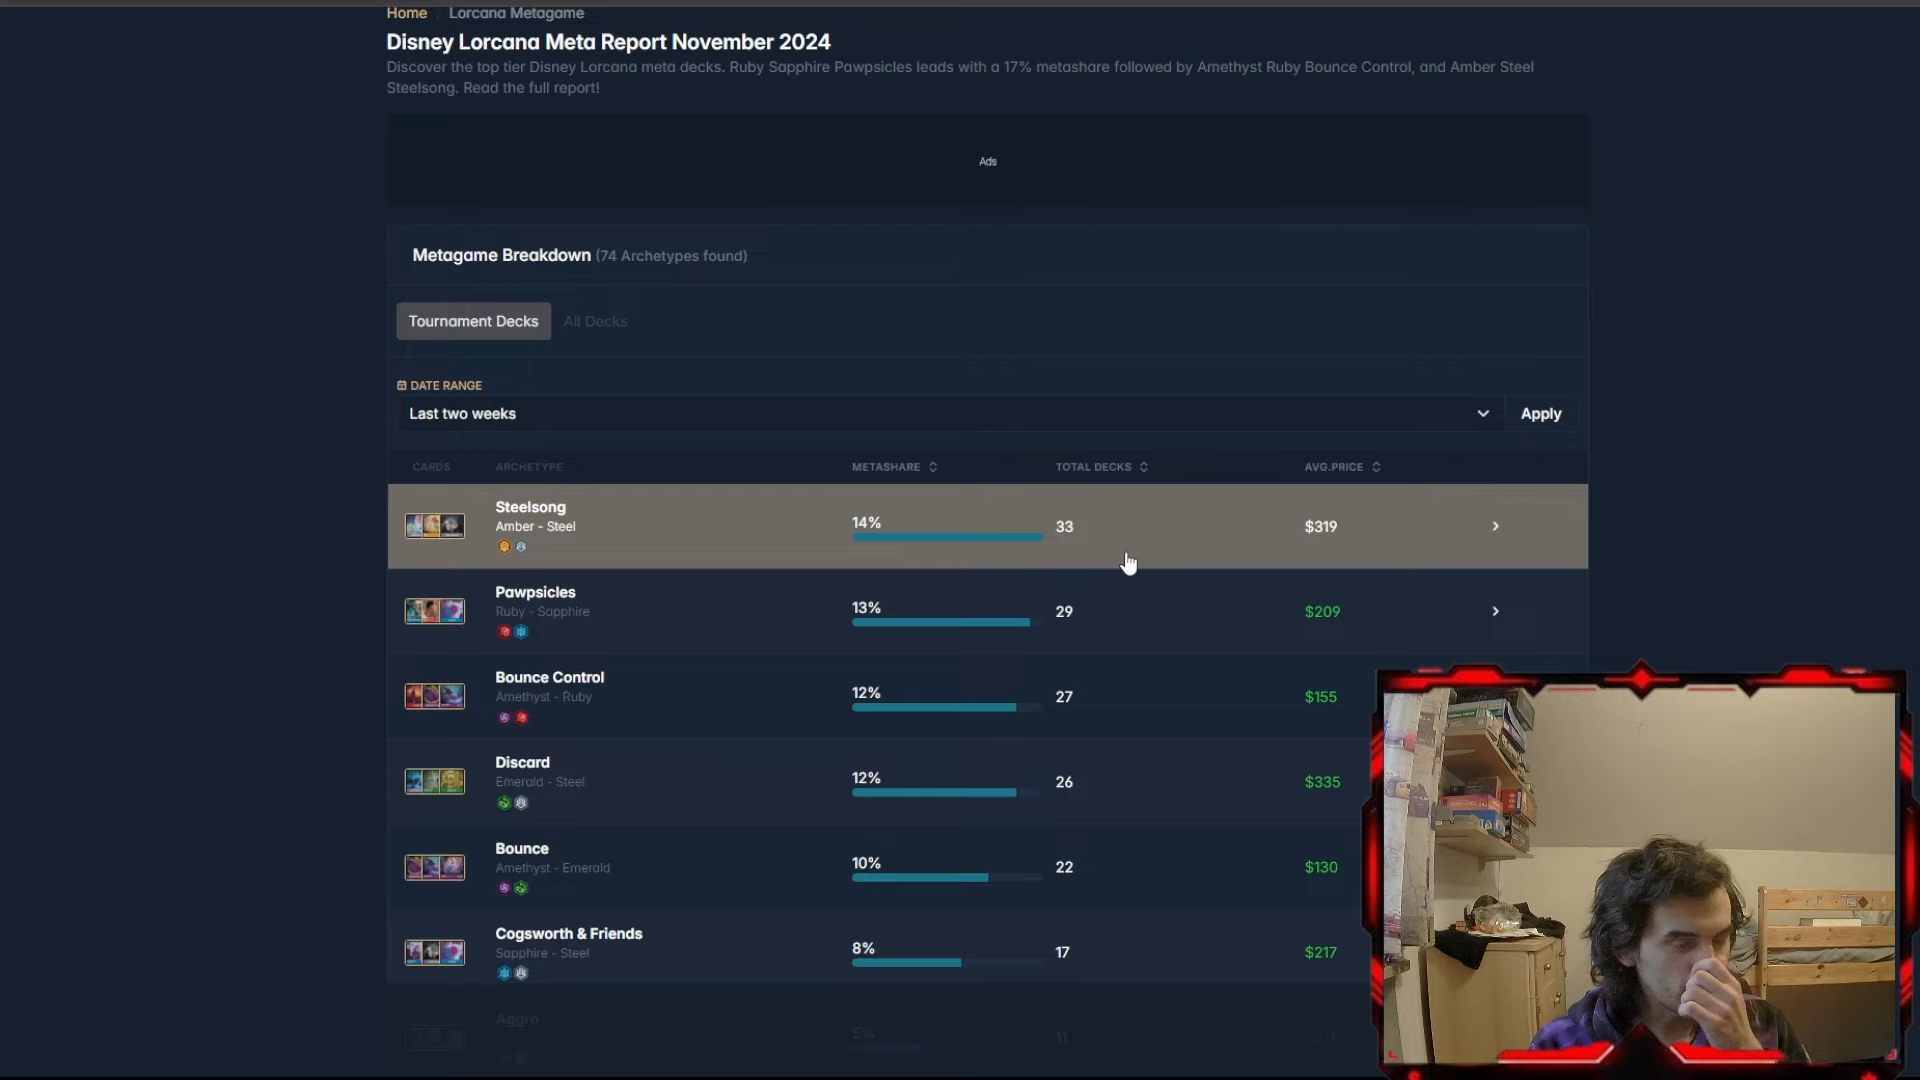 Home Lorcana Metagame
Disney Lorcana Meta Report November 2024
Discover the top tier Disney Lorcana meta decks. Ruby Sapphire Pawpsicles leads with a 17% metashare followed by Amethyst Ruby Bounce Control, and Amber Steel
Steelsong. Read the full report!
Ads
Metagame Breakdown (74 Archetypes found)
Tournament Decks All Decks
DATE RANGE
Last two weeks Apply
CARDS ARCHETYPE METASHARE TOTAL DECKS AVG.PRICE
Steelsong
Amber - Steel
14% 33 $319
Pawpsicles
Ruby - Sapphire
13% 29 $209
Bounce Control
Amethyst - Ruby
12% 27 $155
Discard
Emerald - Steel
12% 26 $335
Bounce
Amethyst - Emerald
10% 22 $130
Cogsworth & Friends
Sapphire - Steel
8% 17 $217
Aggro
5% 11